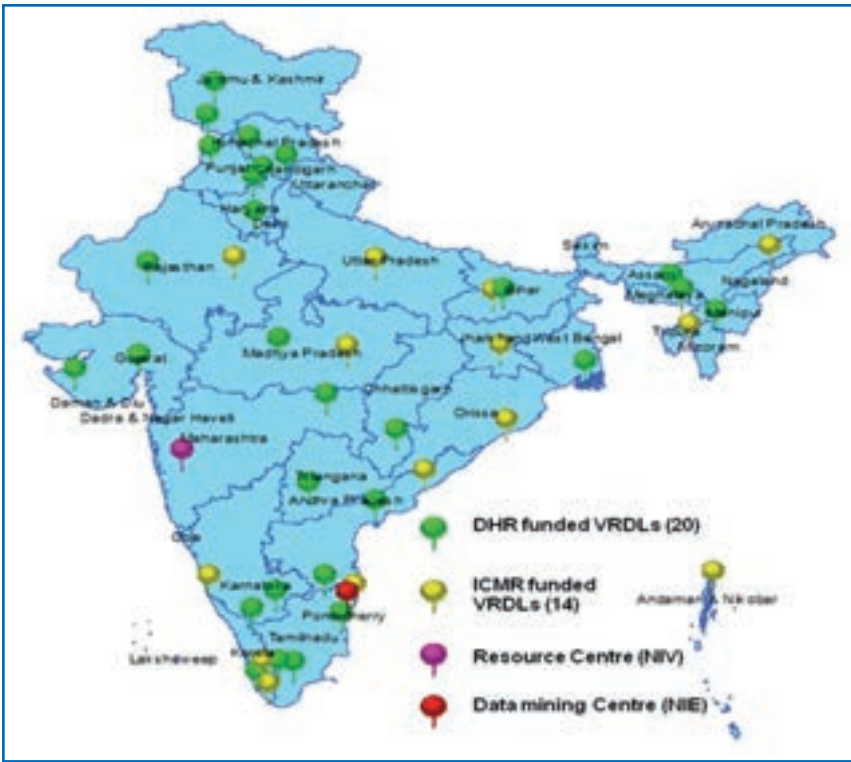 Jammu & Kashmir
Himachal Pradesh
Punjab
Chandigarh
Uttaranchal
Haryana
Delhi
Arunachal Pradesh
Sikkim
Rajasthan
Uttar Pradesh
Assam
Nagaland
Bihar
Meghalaya
Manipur
Tripura
Mizoram
Jharkhand
West Bengal
Gujarat
Madhya Pradesh
Chhattisgarh
Daman & Diu
Dadra & Nagar Haveli
Orissa
Maharashtra
Telangana
Andhra Pradesh
DHR funded VRDLs (20)
Goa
Karnataka
ICMR funded
VRDLs (14)
Andaman & Nikobar
Pondicherry
Tamilnadu
Lakshdweep
Kerala
Resource Centre (NIV)
Data mining Centre (NIE)